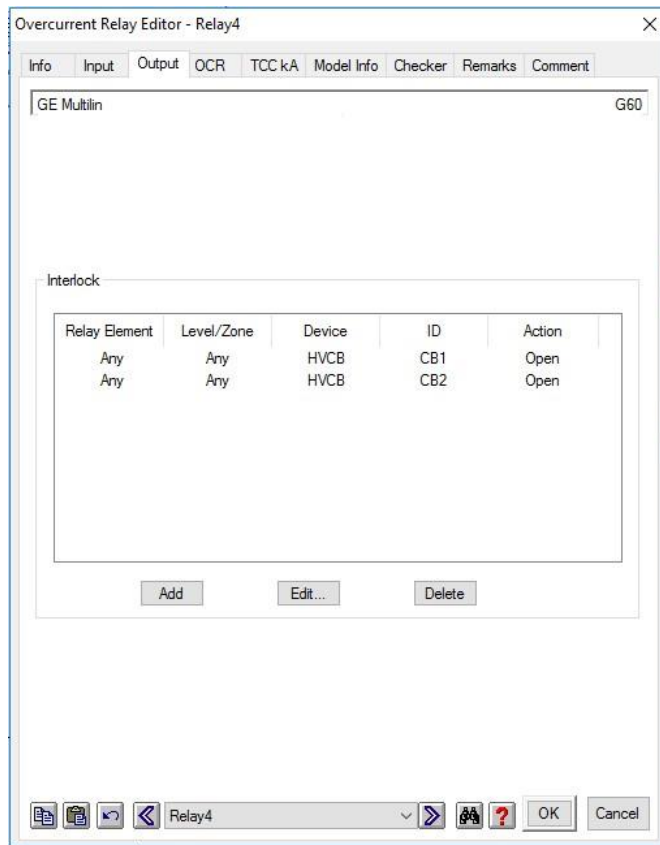 Overcurrent Relay Editor - Relay4
Info Input Output OCR TCC kA Model Info Checker Remarks Comment
GE Multilin G60
Interlock
Relay Element Level/Zone Device ID Action
Any Any HVCB CB1 Open
Any Any HVCB CB2 Open
Add Edit... Delete
Relay4 OK Cancel